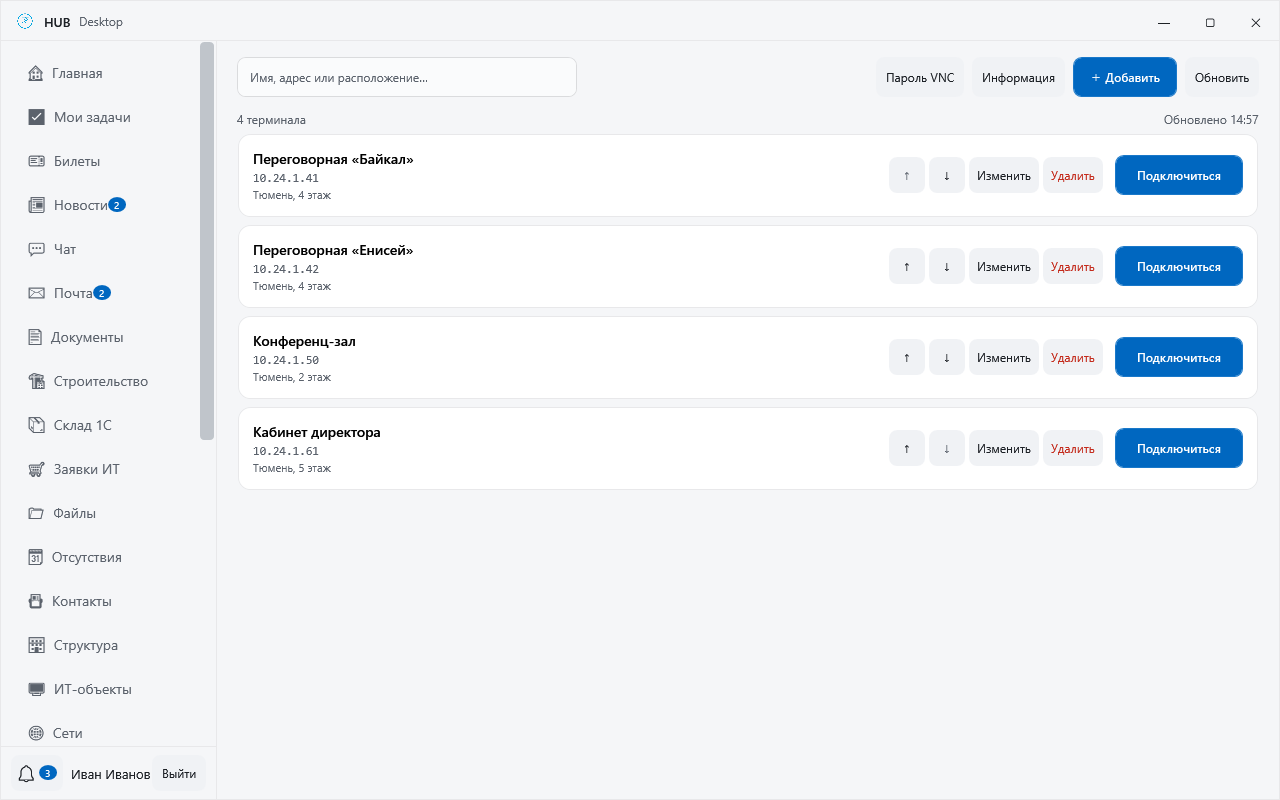 HUB Desktop
Главная
Мои задачи
Билеты
Новости 2
Чат
Почта 2
Документы
Строительство
Склад 1С
Заявки ИТ
Файлы
31 Отсутствия
Контакты
Структура
ИТ-объекты
Сети
3 Иван Иванов Выйти
Имя, адрес или расположение... Пароль VNC Информация + Добавить Обновить
4 терминала Обновлено 14:57
Переговорная «Байкал»
10.24.1.41
Тюмень, 4 этаж
↑ ↓ Изменить Удалить Подключиться
Переговорная «Енисей»
10.24.1.42
Тюмень, 4 этаж
↑ ↓ Изменить Удалить Подключиться
Конференц-зал
10.24.1.50
Тюмень, 2 этаж
↑ ↓ Изменить Удалить Подключиться
Кабинет директора
10.24.1.61
Тюмень, 5 этаж
↑ ↓ Изменить Удалить Подключиться